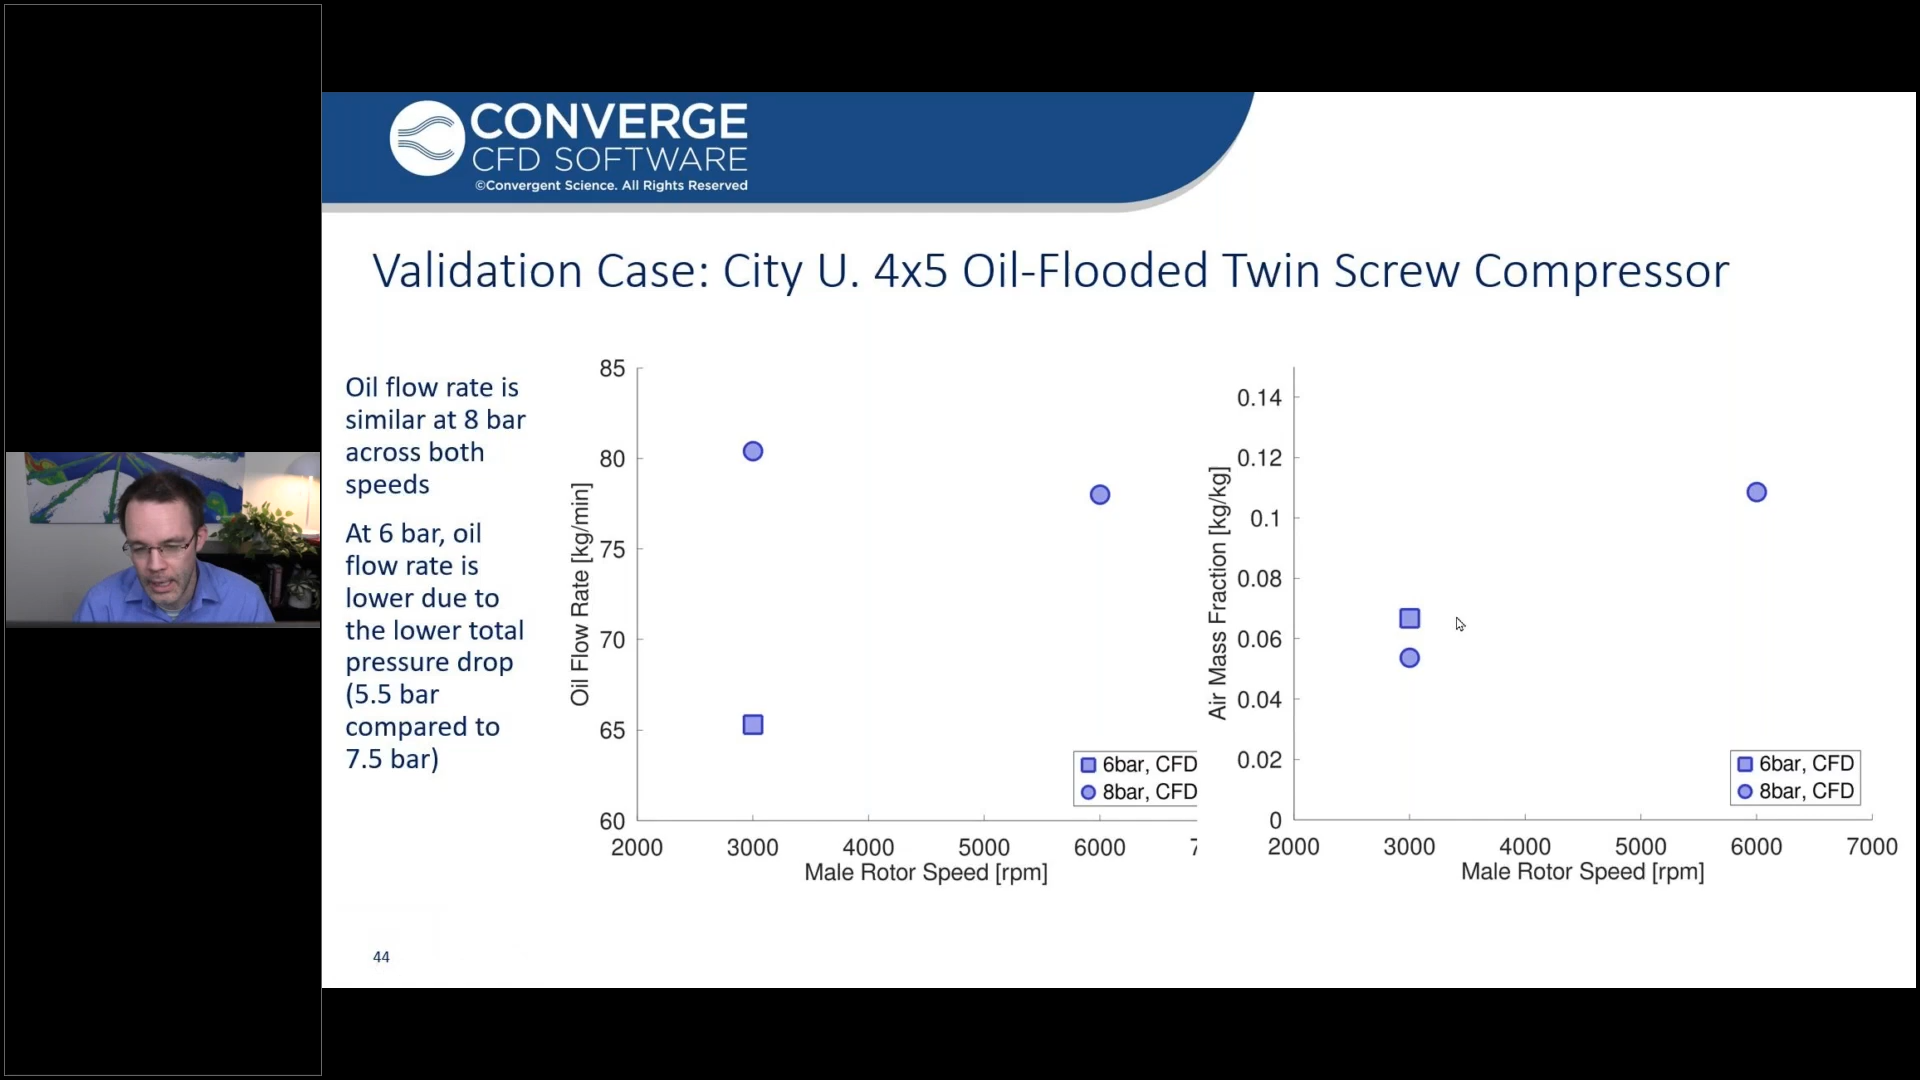 CONVERGE
CFD SOFTWARE
©Convergent Science. All Rights Reserved
Validation Case: City U. 4x5 Oil-Flooded Twin Screw Compressor
Oil flow rate is
similar at 8 bar
across both
speeds
At 6 bar, oil
flow rate is
lower due to
the lower total
pressure drop
(5.5 bar
compared to
7.5 bar)
Oil Flow Rate [kg/min]
85
80
75
70
65
60
2000 3000 4000 5000 6000 7
Male Rotor Speed [rpm]
6bar, CFD
8bar, CFD
Air Mass Fraction [kg/kg]
0.14
0.12
0.1
0.08
0.06
0.04
0.02
0
2000 3000 4000 5000 6000 7000
Male Rotor Speed [rpm]
6bar, CFD
8bar, CFD
44